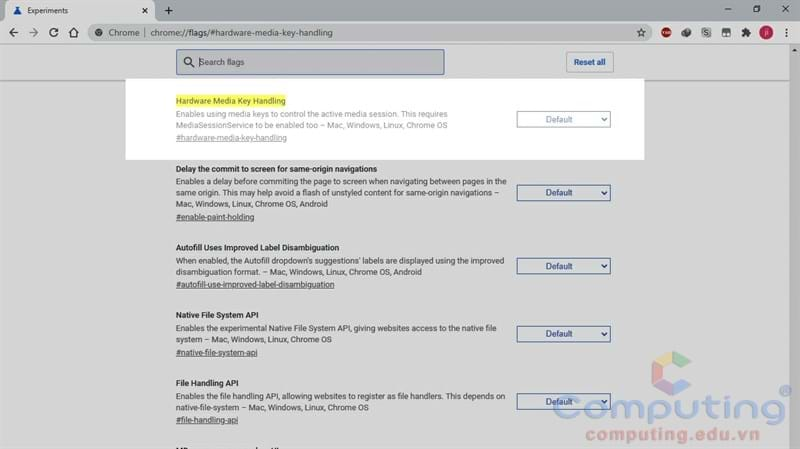 Experiments
Chrome | chrome://flags/#hardware-media-key-handling
Search flags
Reset all
Hardware Media Key Handling
Enables using media keys to control the active media session. This requires
MediaSessionService to be enabled too – Mac, Windows, Linux, Chrome OS
#hardware-media-key-handling
Default
Delay the commit to screen for same-origin navigations
Enables a delay before commiting the page to screen when navigating between pages in the
same origin. This may help avoid a flash of unstyled content for same-origin navigations –
Mac, Windows, Linux, Chrome OS, Android
#enable-paint-holding
Default
Autofill Uses Improved Label Disambiguation
When enabled, the Autofill dropdown's suggestions' labels are displayed using the improved
disambiguation format. – Mac, Windows, Linux, Chrome OS, Android
#autofill-use-improved-label-disambiguation
Default
Native File System API
Enables the experimental Native File System API, giving websites access to the native file
system – Mac, Windows, Linux, Chrome OS
#native-file-system-api
Default
File Handling API
Enables the file handling API, allowing websites to register as file handlers. This depends on
native-file-system – Mac, Windows, Linux, Chrome OS
#file-handling-api
Default
Computing®
computing.edu.vn